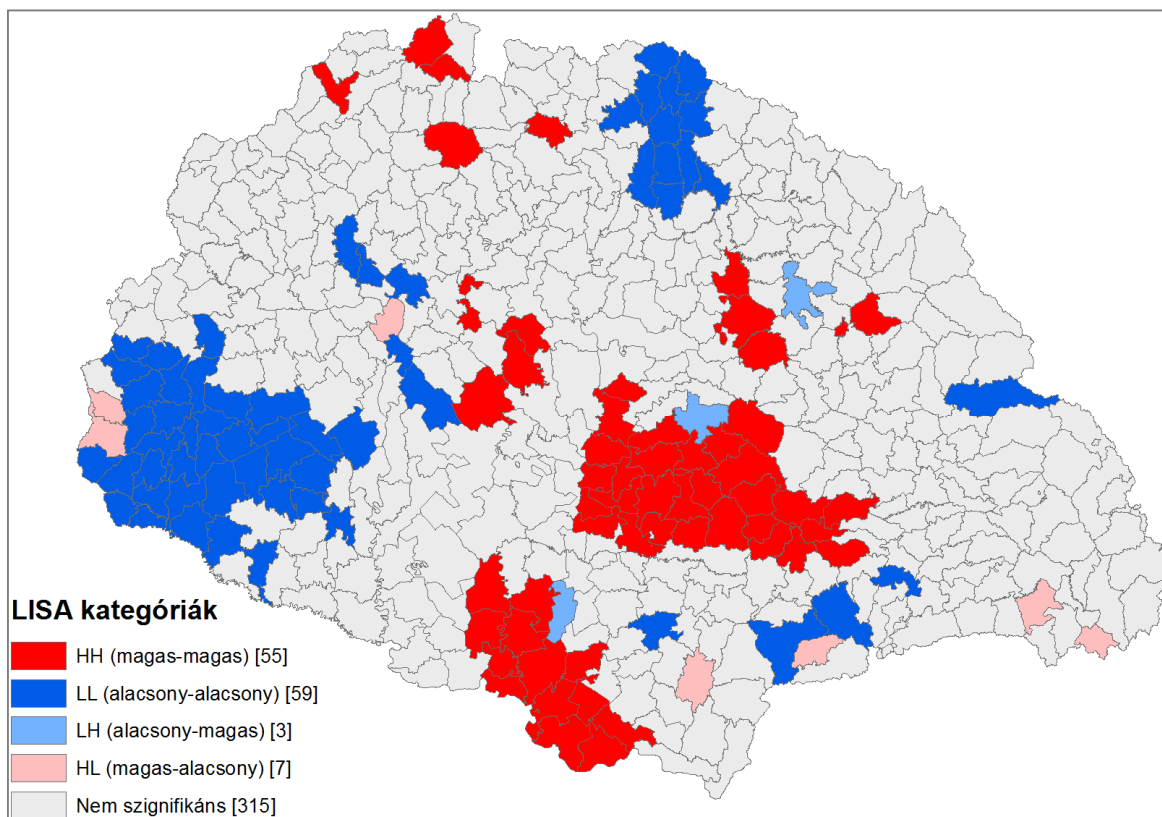 LISA kategóriák
HH (magas-magas) [55]
LL (alacsony-alacsony) [59]
LH (alacsony-magas) [3]
HL (magas-alacsony) [7]
Nem szignifikáns [315]